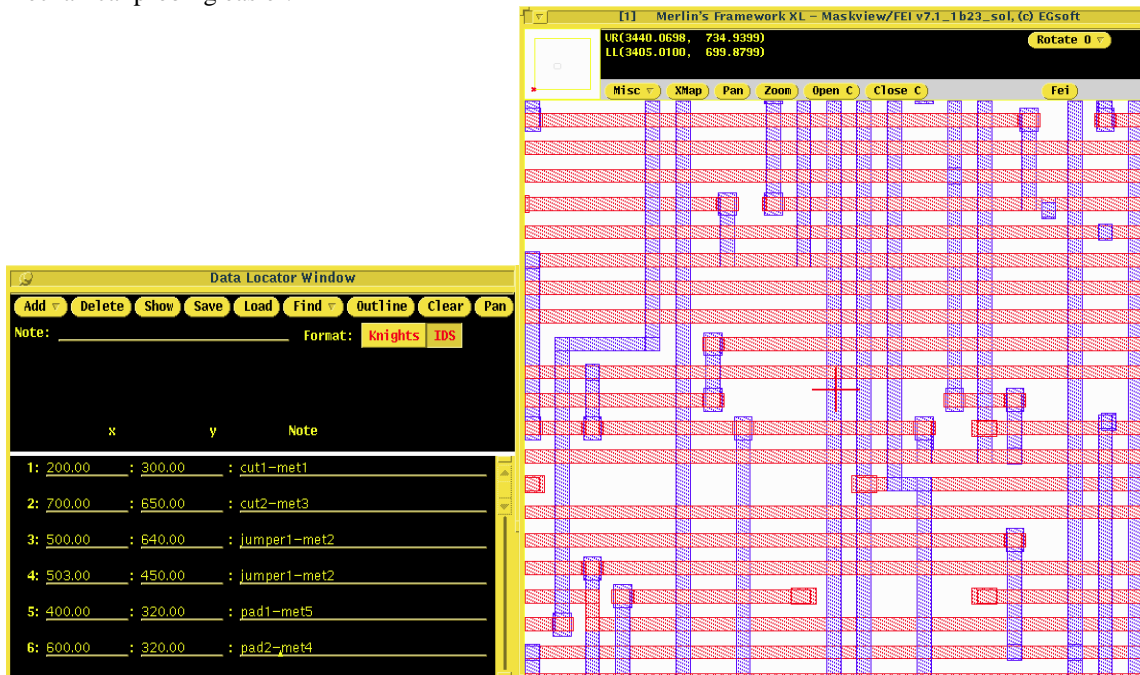 [1] Merlin's Framework XL – Maskview/FEI v7.1_1b23_sol, (c) EGsoft
UR(3440.0698, 734.9399)
LL(3405.0100, 699.8799)
Rotate 0
Misc XMap Pan Zoom Open C Close C Fei
Data Locator Window
Add Delete Show Save Load Find Outline Clear Pan
Note: Format: Knights IDS
x y Note
1: 200.00 : 300.00 : cut1-met1
2: 700.00 : 650.00 : cut2-met3
3: 500.00 : 640.00 : jumper1-met2
4: 503.00 : 450.00 : jumper1-met2
5: 400.00 : 320.00 : pad1-met5
6: 600.00 : 320.00 : pad2-met4